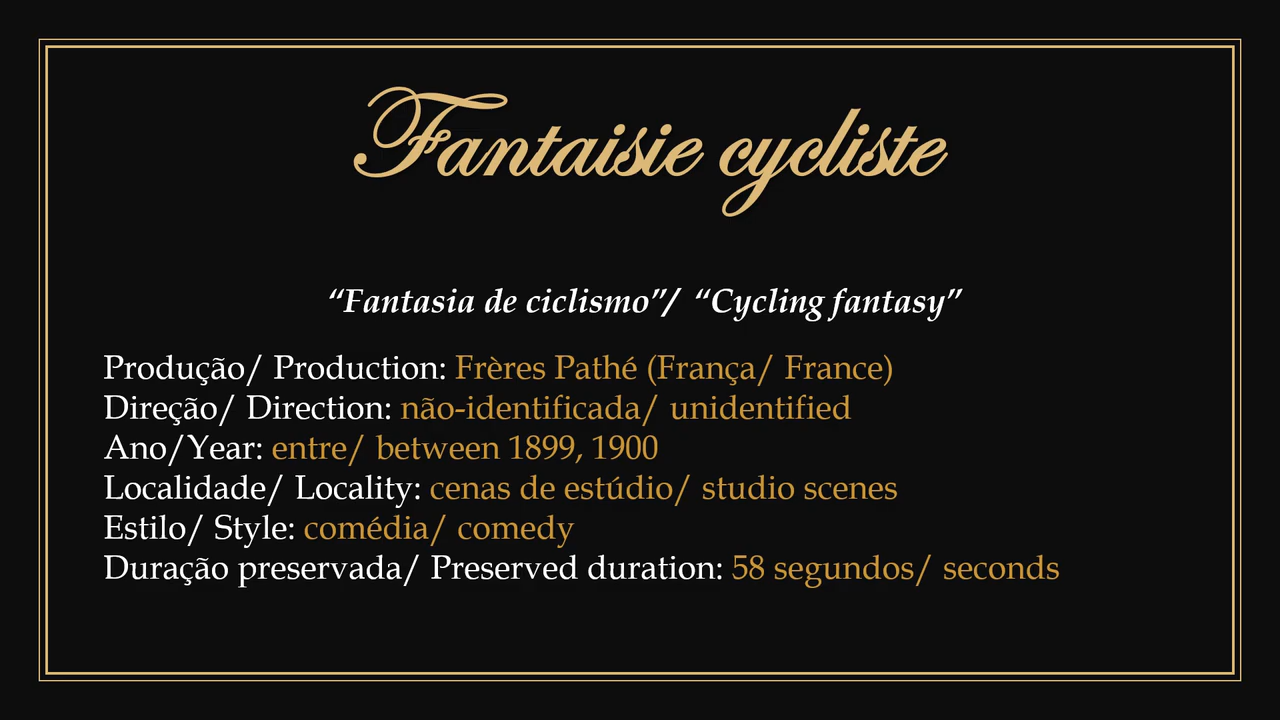 Fantaisie cycliste
“Fantasia de ciclismo”/ “Cycling fantasy”
Produção/ Production: Frères Pathé (França/ France)
Direção/ Direction: não-identificada/ unidentified
Ano/Year: entre/ between 1899, 1900
Localidade/ Locality: cenas de estúdio/ studio scenes
Estilo/ Style: comédia/ comedy
Duração preservada/ Preserved duration: 58 segundos/ seconds